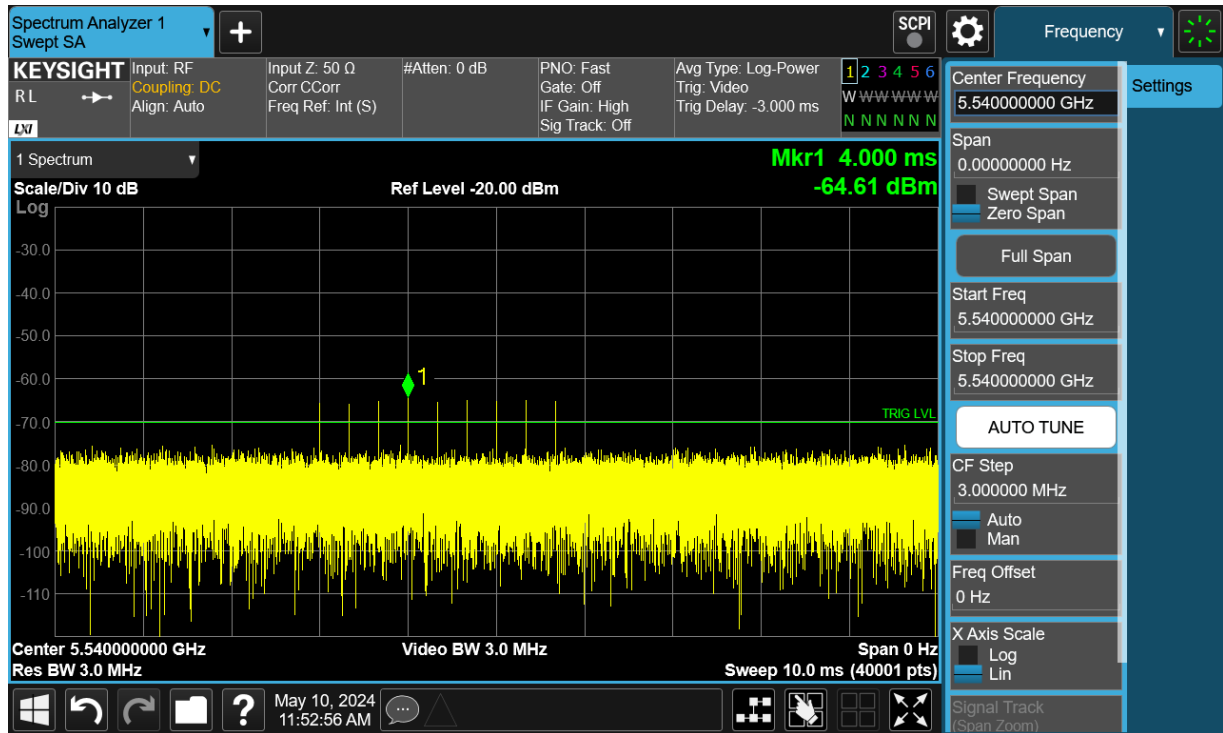 Spectrum Analyzer 1
Swept SA
+
SCPI
Frequency
KEYSIGHT
RL
LXI
Input: RF
Coupling: DC
Align: Auto
Input Z: 50 Ω
Corr CCorr
Freq Ref: Int (S)
#Atten: 0 dB
PNO: Fast
Gate: Off
IF Gain: High
Sig Track: Off
Avg Type: Log-Power
Trig: Video
Trig Delay: -3.000 ms
1 2 3 4 5 6
W W W W W W
N N N N N N
1 Spectrum
Mkr1 4.000 ms
-64.61 dBm
Scale/Div 10 dB
Ref Level -20.00 dBm
Log
-30.0
-40.0
-50.0
-60.0
-70.0
-80.0
-90.0
-100
-110
1
TRIG LVL
Center 5.540000000 GHz
Video BW 3.0 MHz
Span 0 Hz
Res BW 3.0 MHz
Sweep 10.0 ms (40001 pts)
Center Frequency
5.540000000 GHz
Span
0.00000000 Hz
Swept Span
Zero Span
Full Span
Start Freq
5.540000000 GHz
Stop Freq
5.540000000 GHz
AUTO TUNE
CF Step
3.000000 MHz
Auto
Man
Freq Offset
0 Hz
X Axis Scale
Log
Lin
Signal Track
(Span Zoom)
Settings
?
May 10, 2024
11:52:56 AM